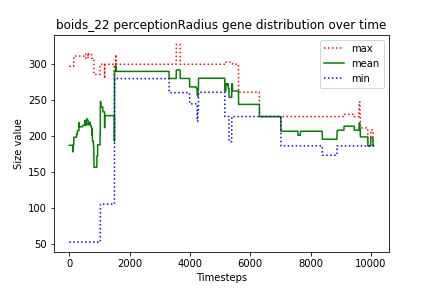 boids_22 perceptionRadius gene distribution over time
max
mean
min
Size value
300
250
200
150
100
50
0
2000
4000
6000
8000
10000
Timesteps